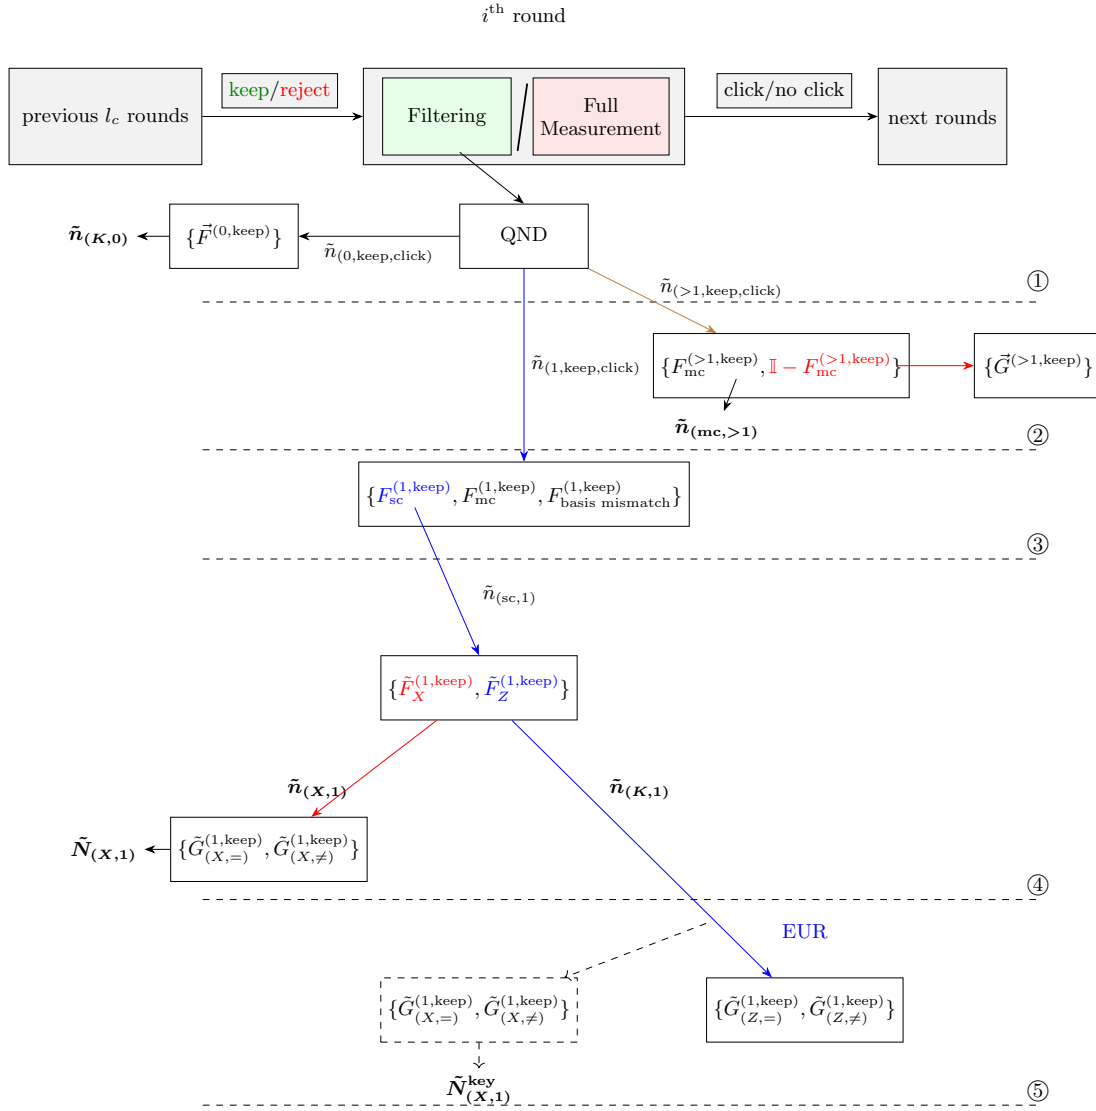 i^th round
previous l_c rounds
keep/reject
Filtering
/
Full
Measurement
click/no click
next rounds
QND
ñ_(0,keep,click)
{F⃗^(0,keep)}
ñ_(K,0)
①
ñ_(>1,keep,click)
ñ_(1,keep,click)
{F_mc^(>1,keep), 𝕀 − F_mc^(>1,keep)}
{G⃗^(>1,keep)}
ñ_(mc,>1)
②
{F_sc^(1,keep), F_mc^(1,keep), F_basis mismatch^(1,keep)}
③
ñ_(sc,1)
{F̃_X^(1,keep), F̃_Z^(1,keep)}
ñ_(X,1)
ñ_(K,1)
Ñ_(X,1)
{G̃_(X,=)^(1,keep), G̃_(X,≠)^(1,keep)}
④
EUR
{G̃_(X,=)^(1,keep), G̃_(X,≠)^(1,keep)}
{G̃_(Z,=)^(1,keep), G̃_(Z,≠)^(1,keep)}
Ñ_(X,1)^key
⑤